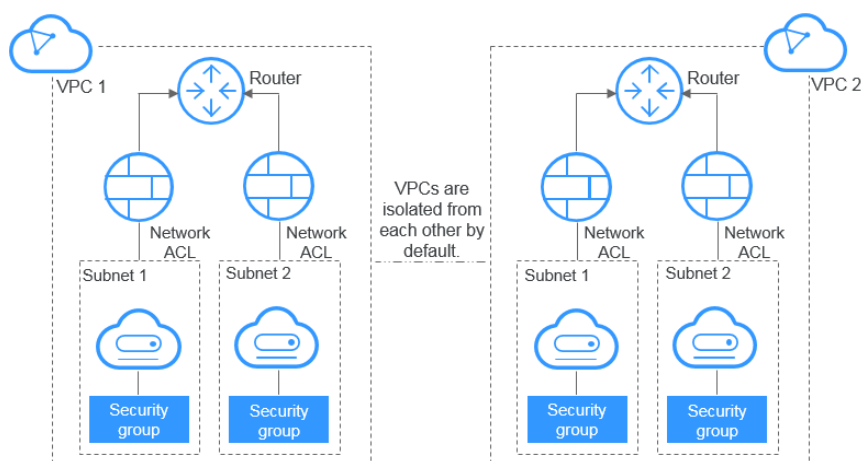 VPC 1
Router
Network
ACL
Network
ACL
Subnet 1
Subnet 2
Security
group
Security
group
VPCs are
isolated from
each other by
default.
VPC 2
Router
Network
ACL
Network
ACL
Subnet 1
Subnet 2
Security
group
Security
group